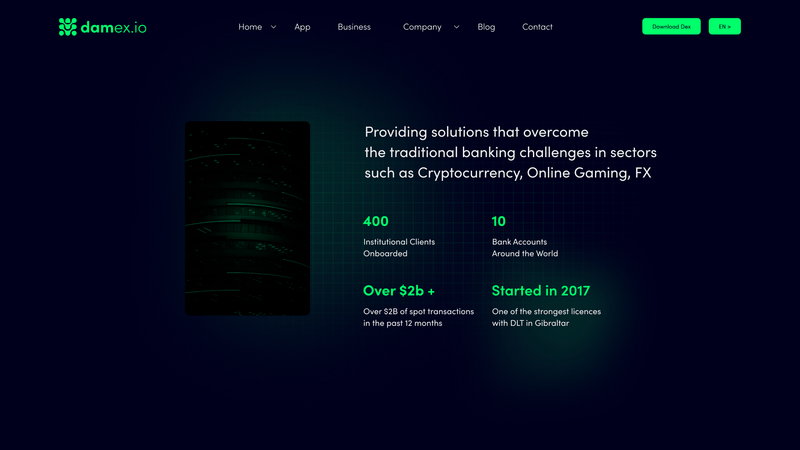 damex.io
Home App Business Company Blog Contact
Download Dex EN >
Providing solutions that overcome
the traditional banking challenges in sectors
such as Cryptocurrency, Online Gaming, FX
400
Institutional Clients
Onboarded
10
Bank Accounts
Around the World
Over $2b +
Over $2B of spot transactions
in the past 12 months
Started in 2017
One of the strongest licences
with DLT in Gibraltar